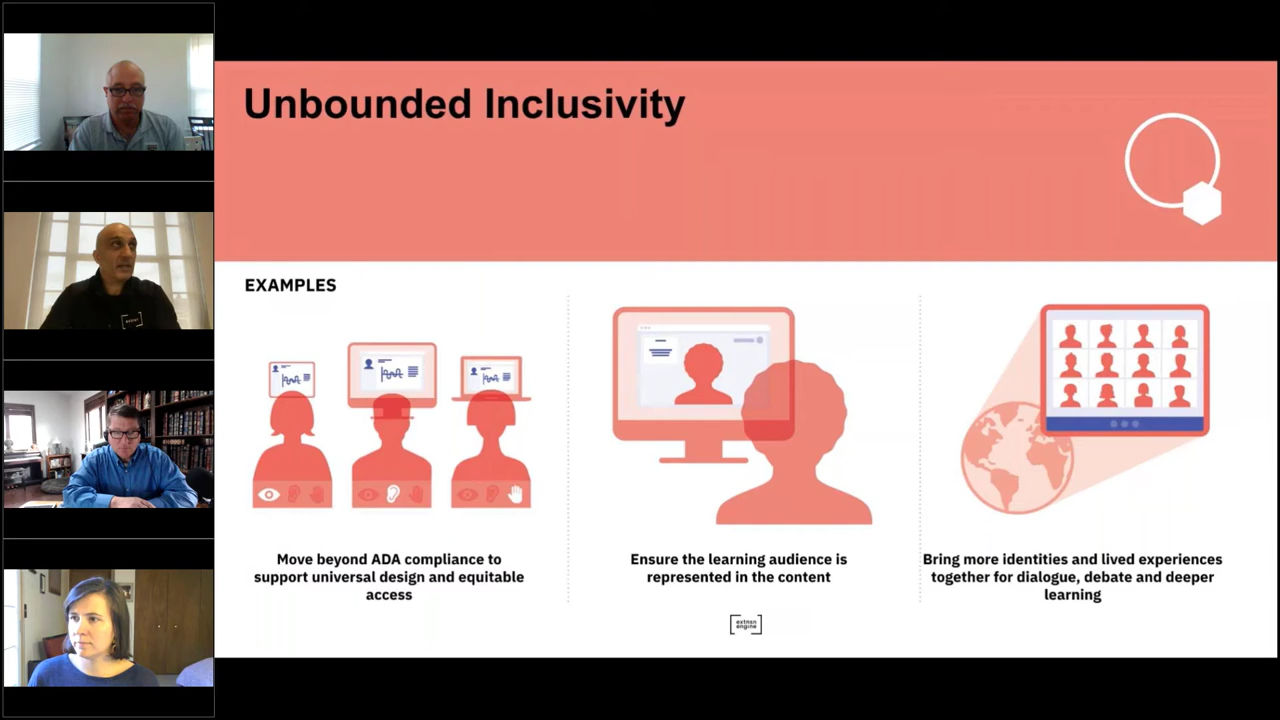 Unbounded Inclusivity
EXAMPLES
Move beyond ADA compliance to
support universal design and equitable
access
Ensure the learning audience is
represented in the content
Bring more identities and lived experiences
together for dialogue, debate and deeper
learning
extnsn
engine